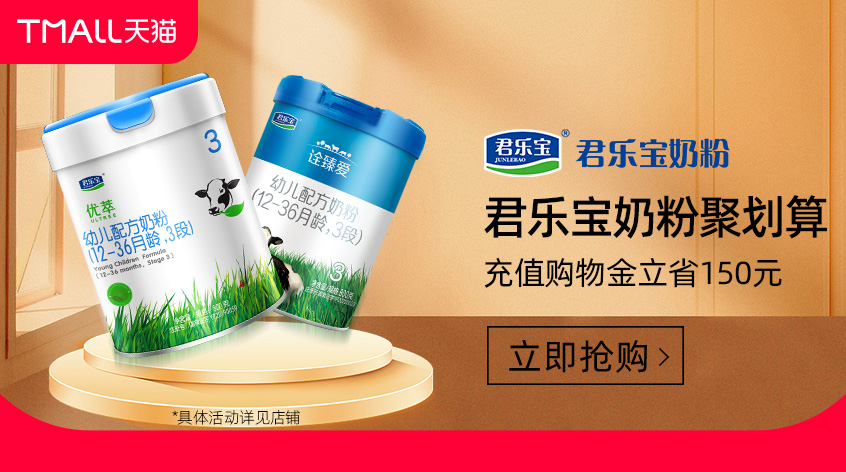 TMALL天猫
君乐宝
3
优萃
ULTREE
幼儿配方奶粉
(12-36月龄,3段)
Young Children Formula
(12-36 months, Stage 3)
君乐宝
诠臻爱
幼儿配方奶粉
(12-36月龄,3段)
3
君乐宝
JUNLEBAO
®
君乐宝奶粉
君乐宝奶粉聚划算
充值购物金立省150元
立即抢购 >
*具体活动详见店铺